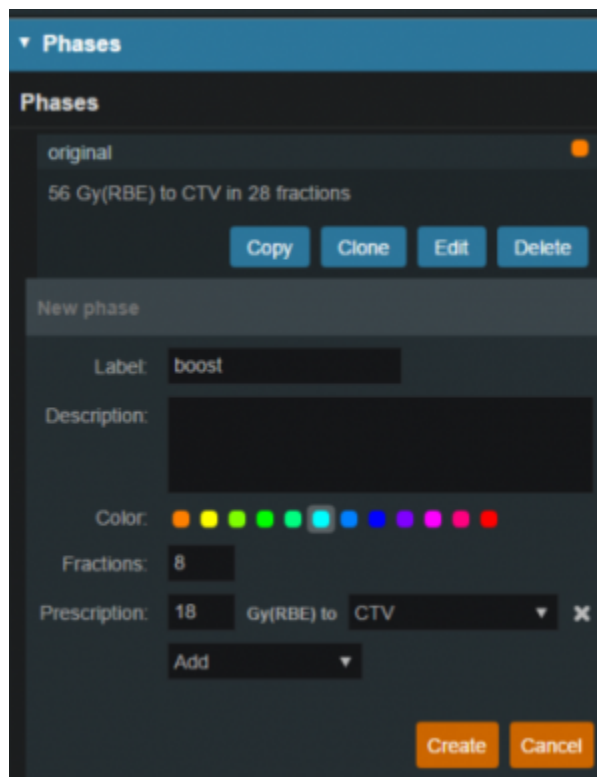 Phases
Phases
original
56 Gy(RBE) to CTV in 28 fractions
Copy Clone Edit Delete
New phase
Label: boost
Description:
Color:
Fractions: 8
Prescription: 18 Gy(RBE) to CTV
Add
Create Cancel